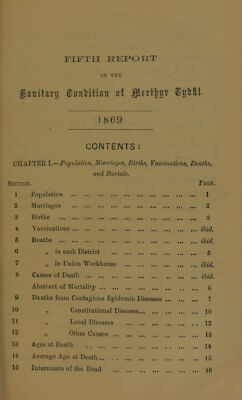 FIFTH REPORT
ON THE
Sanitary Condition of Merthyr Tydfil.
1869
CONTENTS:
CHAPTER I.—Population, Marriages, Births, Vaccinations, Deaths,
and Burials.
SECTION. PAGE.
1 Population ... 1
2 Marriages ... 2
3 Births ... 3
4 Vaccinations ... ibid.
5 Deaths ... ibid.
6 „ in each District ... 5
7 „ in Union Workhouse ... ibid.
8 Causes of Death ... ibid.
Abstract of Mortality ... 6
9 Deaths from Contagious Epidemic Diseases ... 7
10 „ Constitutional Diseases ... 10
11 „ Local Diseases ... 12
12 „ Other Causes ... 13
13 Ages at Death ... 14
14 Average Age at Death ... 15
15 Interments of the Dead ... 16